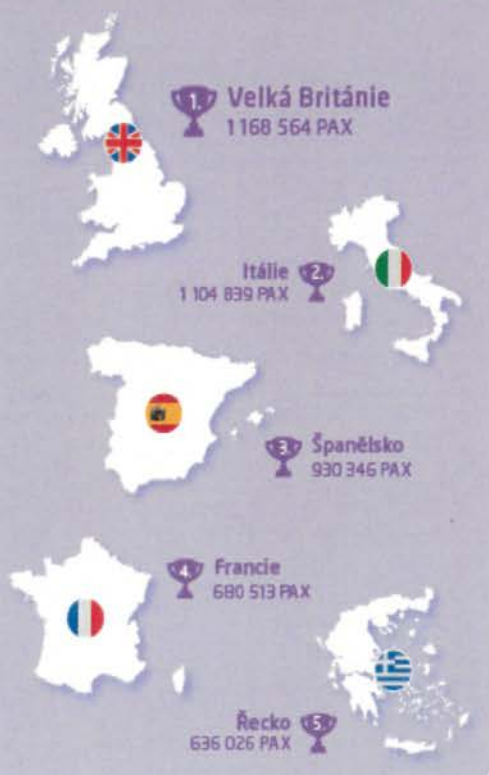 1. Velká Británie
1 168 564 PAX
Itálie 2.
1 104 839 PAX
3. Španělsko
930 346 PAX
4. Francie
680 513 PAX
Řecko 5.
636 026 PAX